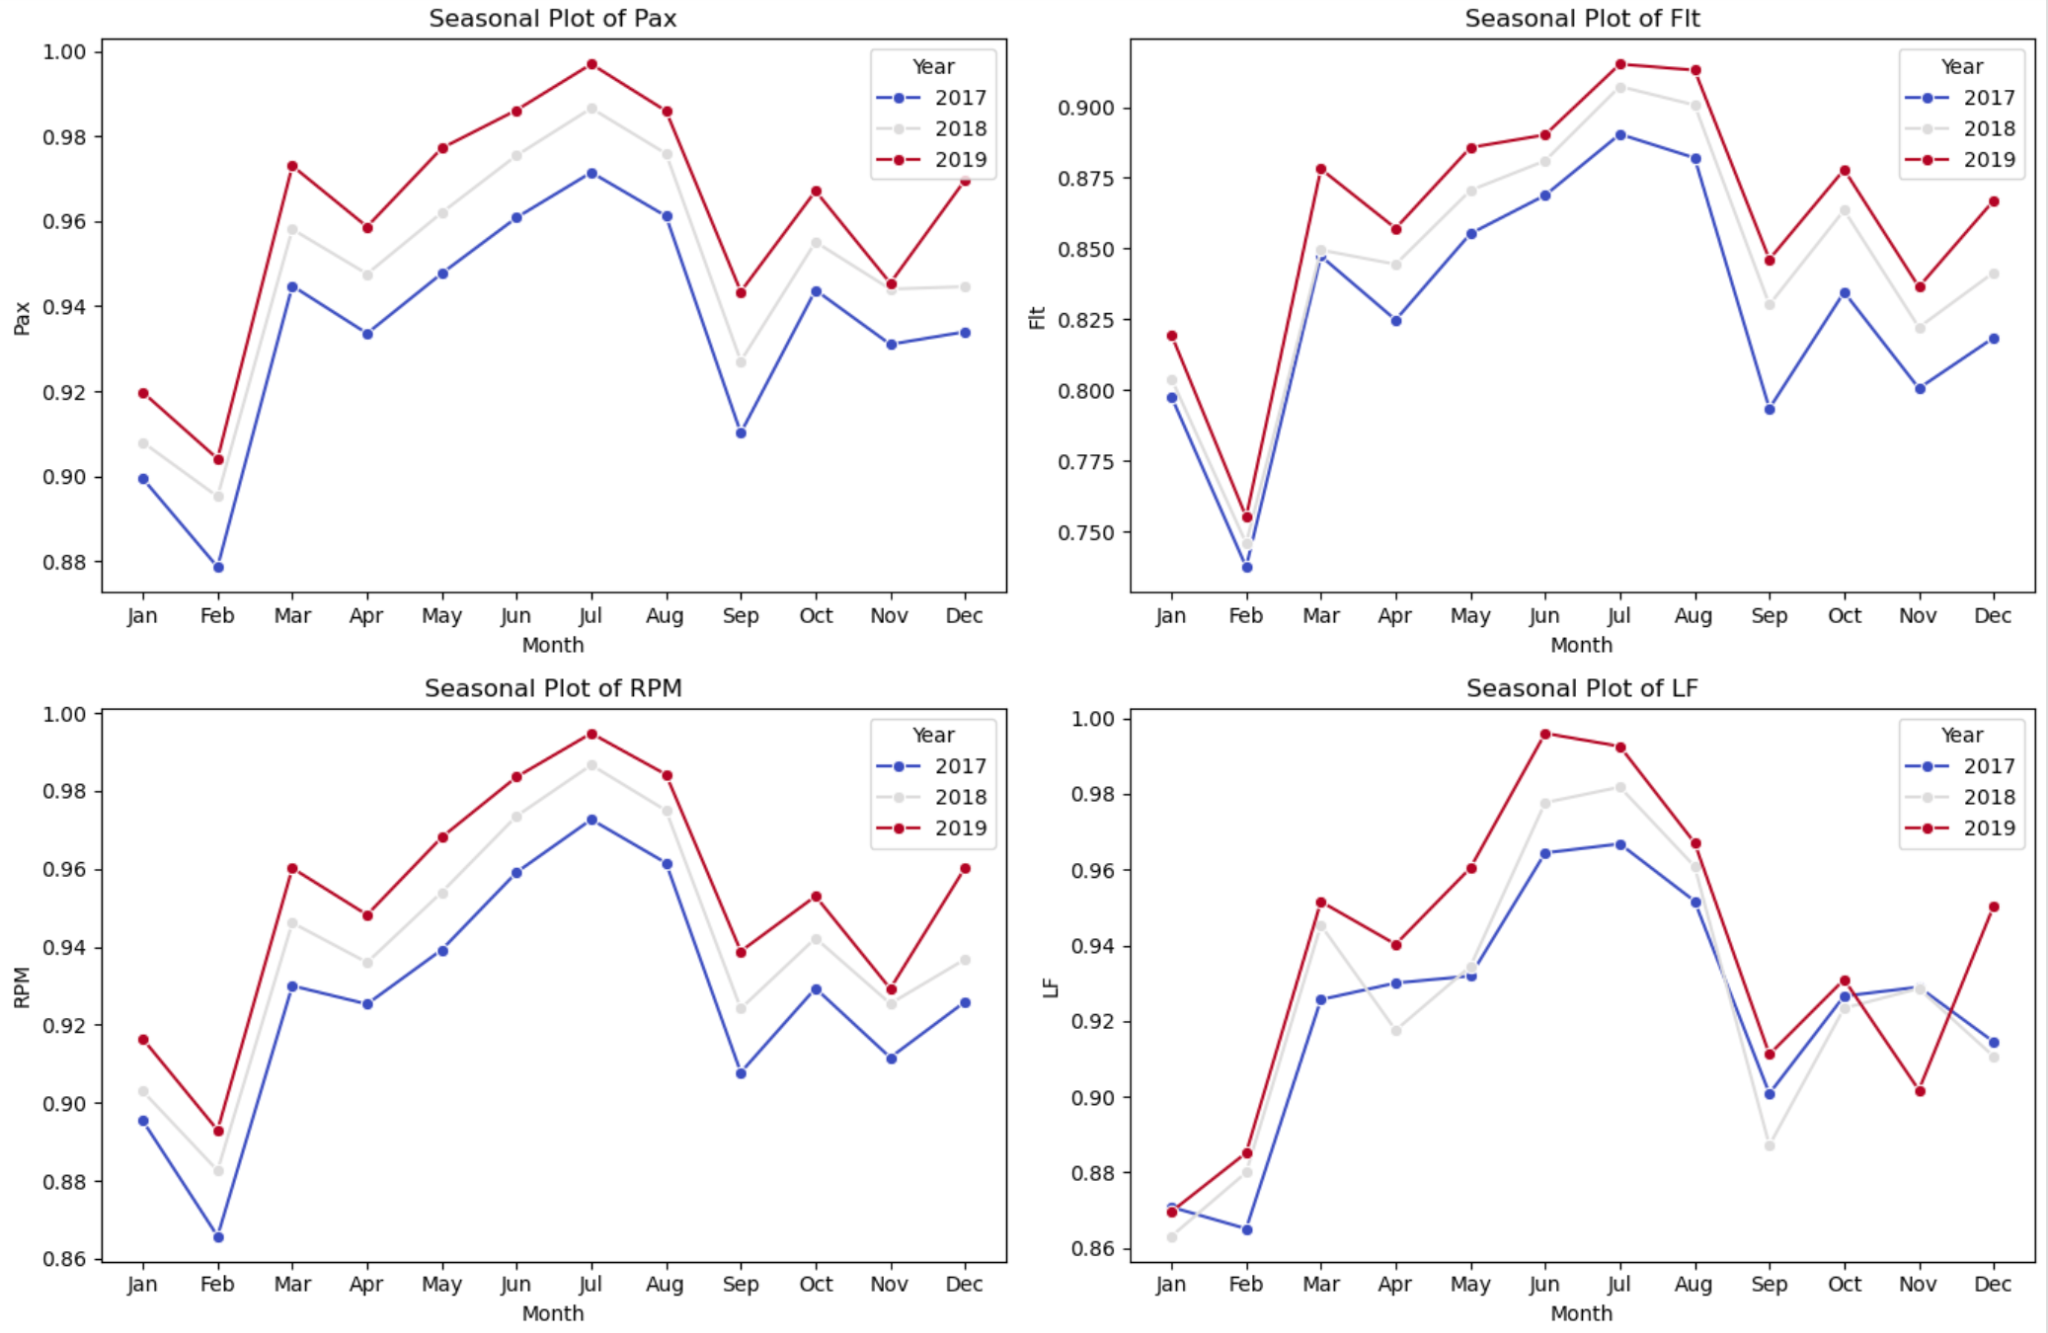 Seasonal Plot of Pax
1.00
0.98
0.96
0.94
0.92
0.90
0.88
Pax
Year
2017
2018
2019
Jan Feb Mar Apr May Jun Jul Aug Sep Oct Nov Dec
Month
Seasonal Plot of Flt
0.900
0.875
0.850
0.825
0.800
0.775
0.750
Flt
Year
2017
2018
2019
Jan Feb Mar Apr May Jun Jul Aug Sep Oct Nov Dec
Month
Seasonal Plot of RPM
1.00
0.98
0.96
0.94
0.92
0.90
0.88
0.86
RPM
Year
2017
2018
2019
Jan Feb Mar Apr May Jun Jul Aug Sep Oct Nov Dec
Month
Seasonal Plot of LF
1.00
0.98
0.96
0.94
0.92
0.90
0.88
0.86
LF
Year
2017
2018
2019
Jan Feb Mar Apr May Jun Jul Aug Sep Oct Nov Dec
Month